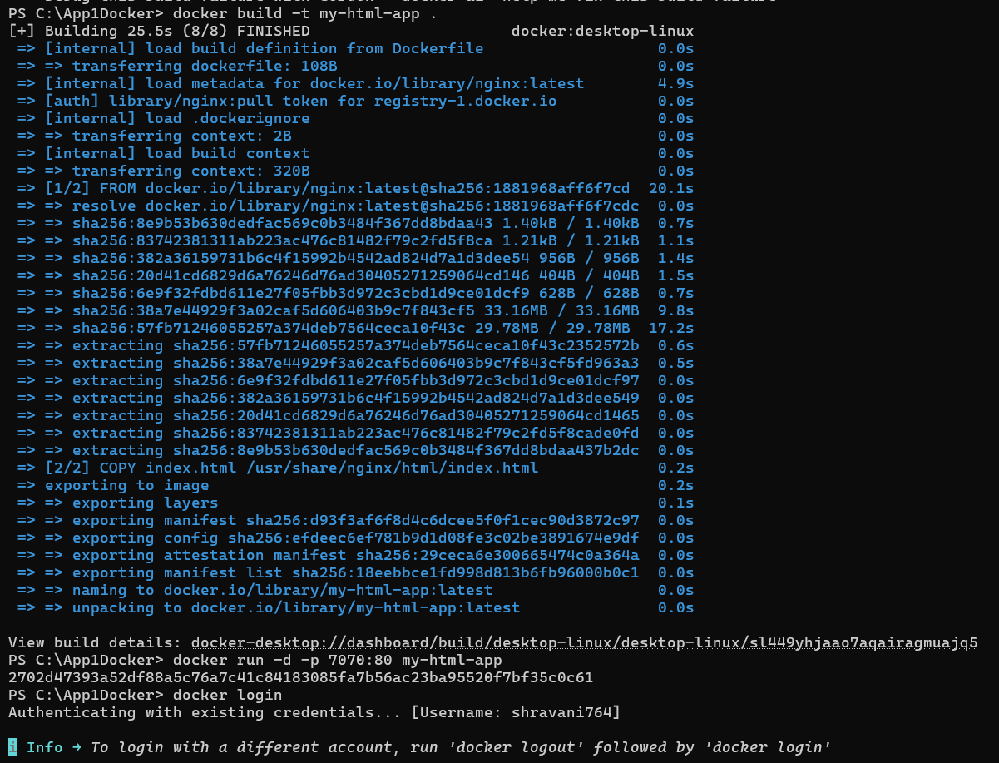 PS C:\App1Docker> docker build -t my-html-app .
[+] Building 25.5s (8/8) FINISHED docker:desktop-linux
=> [internal] load build definition from Dockerfile 0.0s
=> => transferring dockerfile: 108B 0.0s
=> [internal] load metadata for docker.io/library/nginx:latest 4.9s
=> [auth] library/nginx:pull token for registry-1.docker.io 0.0s
=> [internal] load .dockerignore 0.0s
=> => transferring context: 2B 0.0s
=> [internal] load build context 0.0s
=> => transferring context: 320B 0.0s
=> [1/2] FROM docker.io/library/nginx:latest@sha256:1881968aff6f7cd 20.1s
=> => resolve docker.io/library/nginx:latest@sha256:1881968aff6f7cdc 0.0s
=> => sha256:8e9b53b630dedfac569c0b3484f367dd8bdaa43 1.40kB / 1.40kB 0.7s
=> => sha256:83742381311ab223ac476c81482f79c2fd5f8ca 1.21kB / 1.21kB 1.1s
=> => sha256:382a36159731b6c4f15992b4542ad824d7a1d3dee54 956B / 956B 1.4s
=> => sha256:20d41cd6829d6a76246d76ad30405271259064cd146 404B / 404B 1.5s
=> => sha256:6e9f32fdbd611e27f05fbb3d972c3cbd1d9ce01dcf9 628B / 628B 0.7s
=> => sha256:38a7e44929f3a02caf5d606403b9c7f843cf5 33.16MB / 33.16MB 9.8s
=> => sha256:57fb71246055257a374deb7564ceca10f43c 29.78MB / 29.78MB 17.2s
=> => extracting sha256:57fb71246055257a374deb7564ceca10f43c2352572b 0.6s
=> => extracting sha256:38a7e44929f3a02caf5d606403b9c7f843cf5fd963a3 0.5s
=> => extracting sha256:6e9f32fdbd611e27f05fbb3d972c3cbd1d9ce01dcf97 0.0s
=> => extracting sha256:382a36159731b6c4f15992b4542ad824d7a1d3dee549 0.0s
=> => extracting sha256:20d41cd6829d6a76246d76ad30405271259064cd1465 0.0s
=> => extracting sha256:83742381311ab223ac476c81482f79c2fd5f8cade0fd 0.0s
=> => extracting sha256:8e9b53b630dedfac569c0b3484f367dd8bdaa437b2dc 0.0s
=> [2/2] COPY index.html /usr/share/nginx/html/index.html 0.2s
=> exporting to image 0.2s
=> => exporting layers 0.1s
=> => exporting manifest sha256:d93f3af6f8d4c6dcee5f0f1cec90d3872c97 0.0s
=> => exporting config sha256:efdeec6ef781b9d1d08fe3c02be3891674e9df 0.0s
=> => exporting attestation manifest sha256:29ceca6e300665474c0a364a 0.0s
=> => exporting manifest list sha256:18eebbce1fd998d813b6fb96000b0c1 0.0s
=> => naming to docker.io/library/my-html-app:latest 0.0s
=> => unpacking to docker.io/library/my-html-app:latest 0.0s
View build details: docker-desktop://dashboard/build/desktop-linux/desktop-linux/sl449yhjaao7aqairagmuajq5
PS C:\App1Docker> docker run -d -p 7070:80 my-html-app
2702d47393a52df88a5c76a7c41c84183085fa7b56ac23ba95520f7bf35c0c61
PS C:\App1Docker> docker login
Authenticating with existing credentials... [Username: shravani764]
i Info → To login with a different account, run 'docker logout' followed by 'docker login'